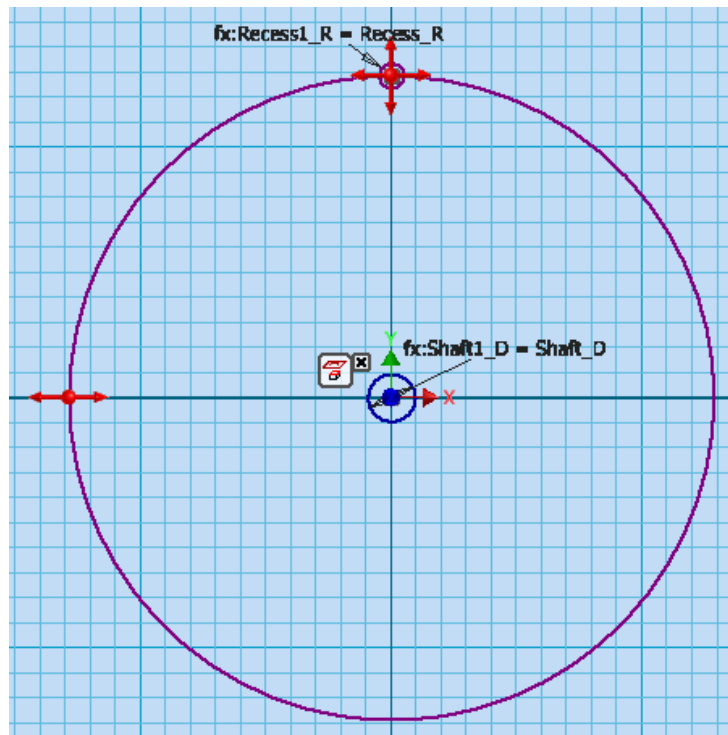 fx:Recess1_R = Recess_R
Y
fx:Shaft1_D = Shaft_D
X